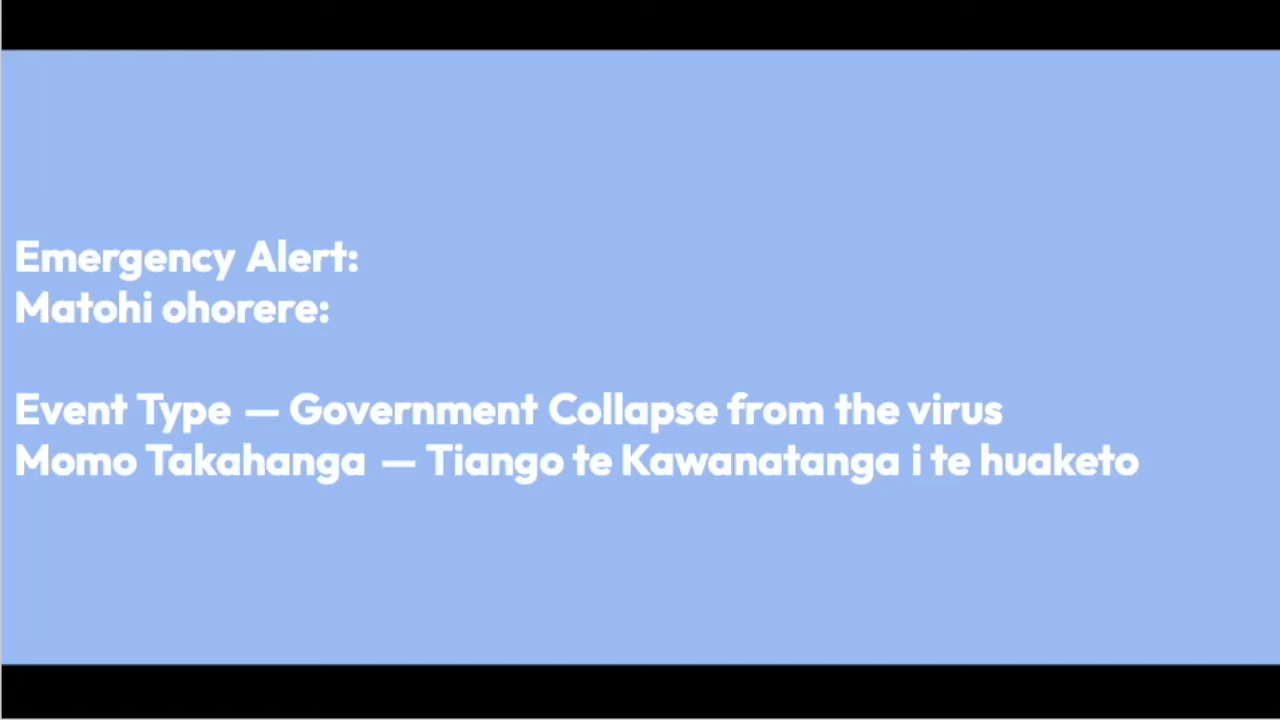 Emergency Alert:
Matohi ohorere:
Event Type — Government Collapse from the virus
Momo Takahanga — Tiango te Kawanatanga i te huaketo